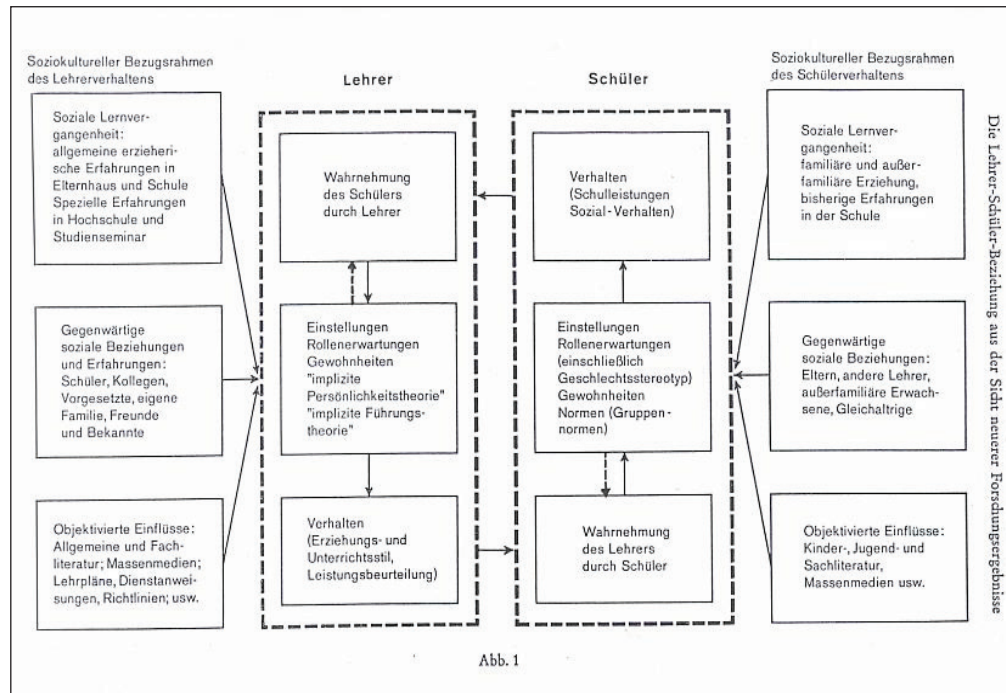 Soziokultureller Bezugsrahmen
des Lehrerverhaltens
Soziale Lernver-
gangenheit:
allgemeine erziehe-
rische Erfahrungen in
Elternhaus und Schule
Spezielle Erfahrungen
in Hochschule und
Studienseminar
Gegenwärtige
soziale Beziehungen
und Erfahrungen:
Schüler, Kollegen,
Vorgesetzte, eigene
Familie, Freunde
und Bekannte
Objektivierte Einflüsse:
Allgemeine und Fach-
literatur; Massenmedien;
Lehrpläne, Dienstanwei-
sungen, Richtlinien; usw.
Lehrer
Wahrnehmung
des Schülers
durch Lehrer
Einstellungen
Rollenerwartungen
Gewohnheiten
"implizite
Persönlichkeitstheorie"
"implizite Führungs-
theorie"
Verhalten
(Erziehungs- und
Unterrichtsstil,
Leistungsbeurteilung)
Schüler
Verhalten
(Schulleistungen
Sozial-Verhalten)
Einstellungen
Rollenerwartungen
(einschließlich
Geschlechtsstereotyp)
Gewohnheiten
Normen (Gruppen-
normen)
Wahrnehmung
des Lehrers
durch Schüler
Soziokultureller Bezugsrahmen
des Schülerverhaltens
Soziale Lernver-
gangenheit:
familiäre und außer-
familiäre Erziehung,
bisherige Erfahrungen
in der Schule
Gegenwärtige
soziale Beziehungen:
Eltern, andere Lehrer,
außerfamiliäre Erwach-
sene, Gleichaltrige
Objektivierte Einflüsse:
Kinder-, Jugend- und
Sachliteratur,
Massenmedien usw.
Die Lehrer-Schüler-Beziehung aus der Sicht neuerer Forschungsergebnisse
Abb. 1